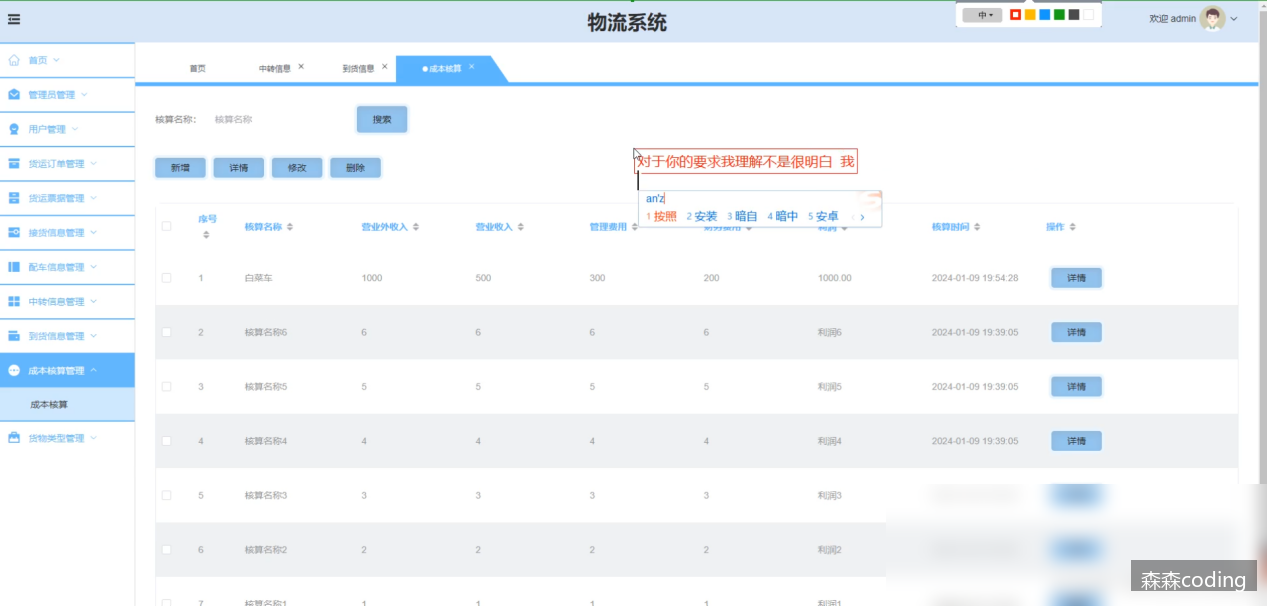 物流系统
中
欢迎 admin
首页
管理员管理
用户管理
货运订单管理
货运票据管理
接货信息管理
配车信息管理
中转信息管理
到货信息管理
成本核算管理
成本核算
货物类型管理
首页 中转信息 × 到货信息 × 成本核算 ×
核算名称: 核算名称 搜索
新增 详情 修改 删除
对于你的要求我理解不是很明白 我
an'z
1 按照 2 安装 3 暗自 4 暗中 5 安卓
序号 核算名称 营业外收入 营业收入 管理费用 财务费用 利润 核算时间 操作
1 白菜车 1000 500 300 200 1000.00 2024-01-09 19:54:28 详情
2 核算名称6 6 6 6 6 利润6 2024-01-09 19:39:05 详情
3 核算名称5 5 5 5 5 利润5 2024-01-09 19:39:05 详情
4 核算名称4 4 4 4 4 利润4 2024-01-09 19:39:05 详情
5 核算名称3 3 3 3 3 利润3
6 核算名称2 2 2 2 2 利润2
7 核算名称1 1 1 1 1 利润1
森森coding